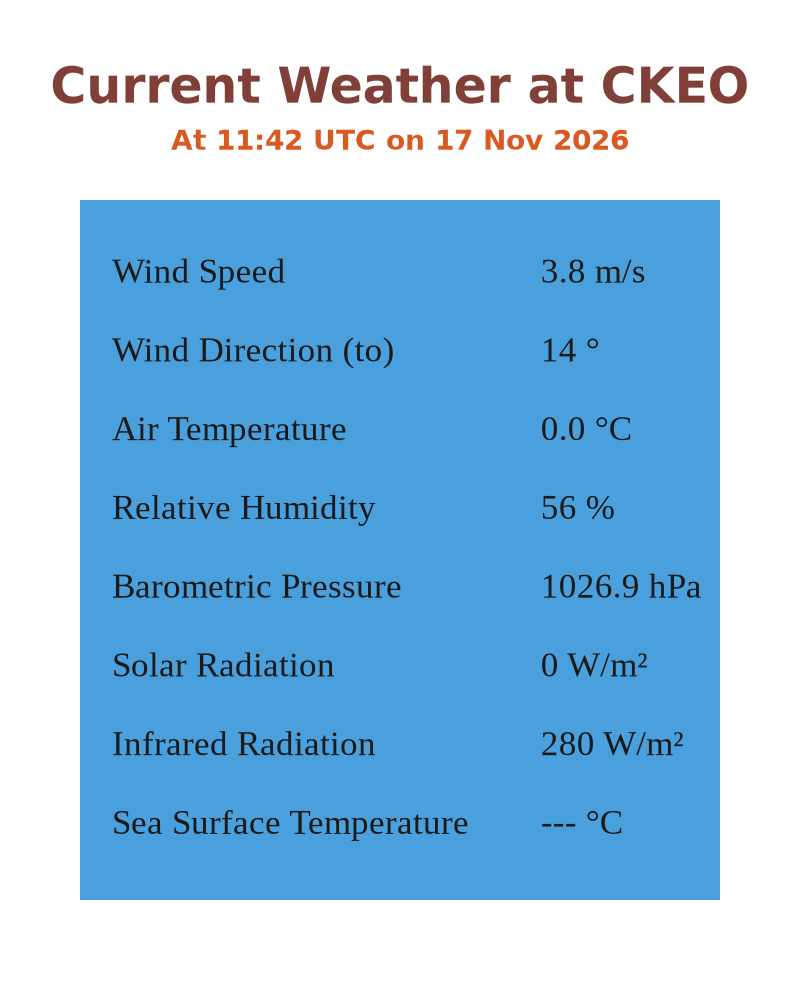 Current Weather at CKEO
At 11:42 UTC on 17 Nov 2026
Wind Speed 3.8 m/s
Wind Direction (to) 14 °
Air Temperature 0.0 °C
Relative Humidity 56 %
Barometric Pressure 1026.9 hPa
Solar Radiation 0 W/m²
Infrared Radiation 280 W/m²
Sea Surface Temperature --- °C